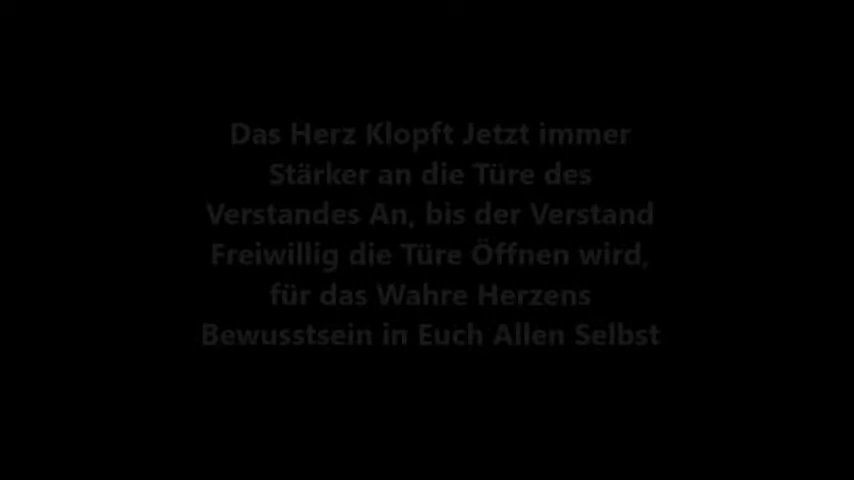 Das Herz Klopft Jetzt immer
Stärker an die Türe des
Verstandes An, bis der Verstand
Freiwillig die Türe Öffnen wird,
für das Wahre Herzens
Bewusstsein in Euch Allen Selbst